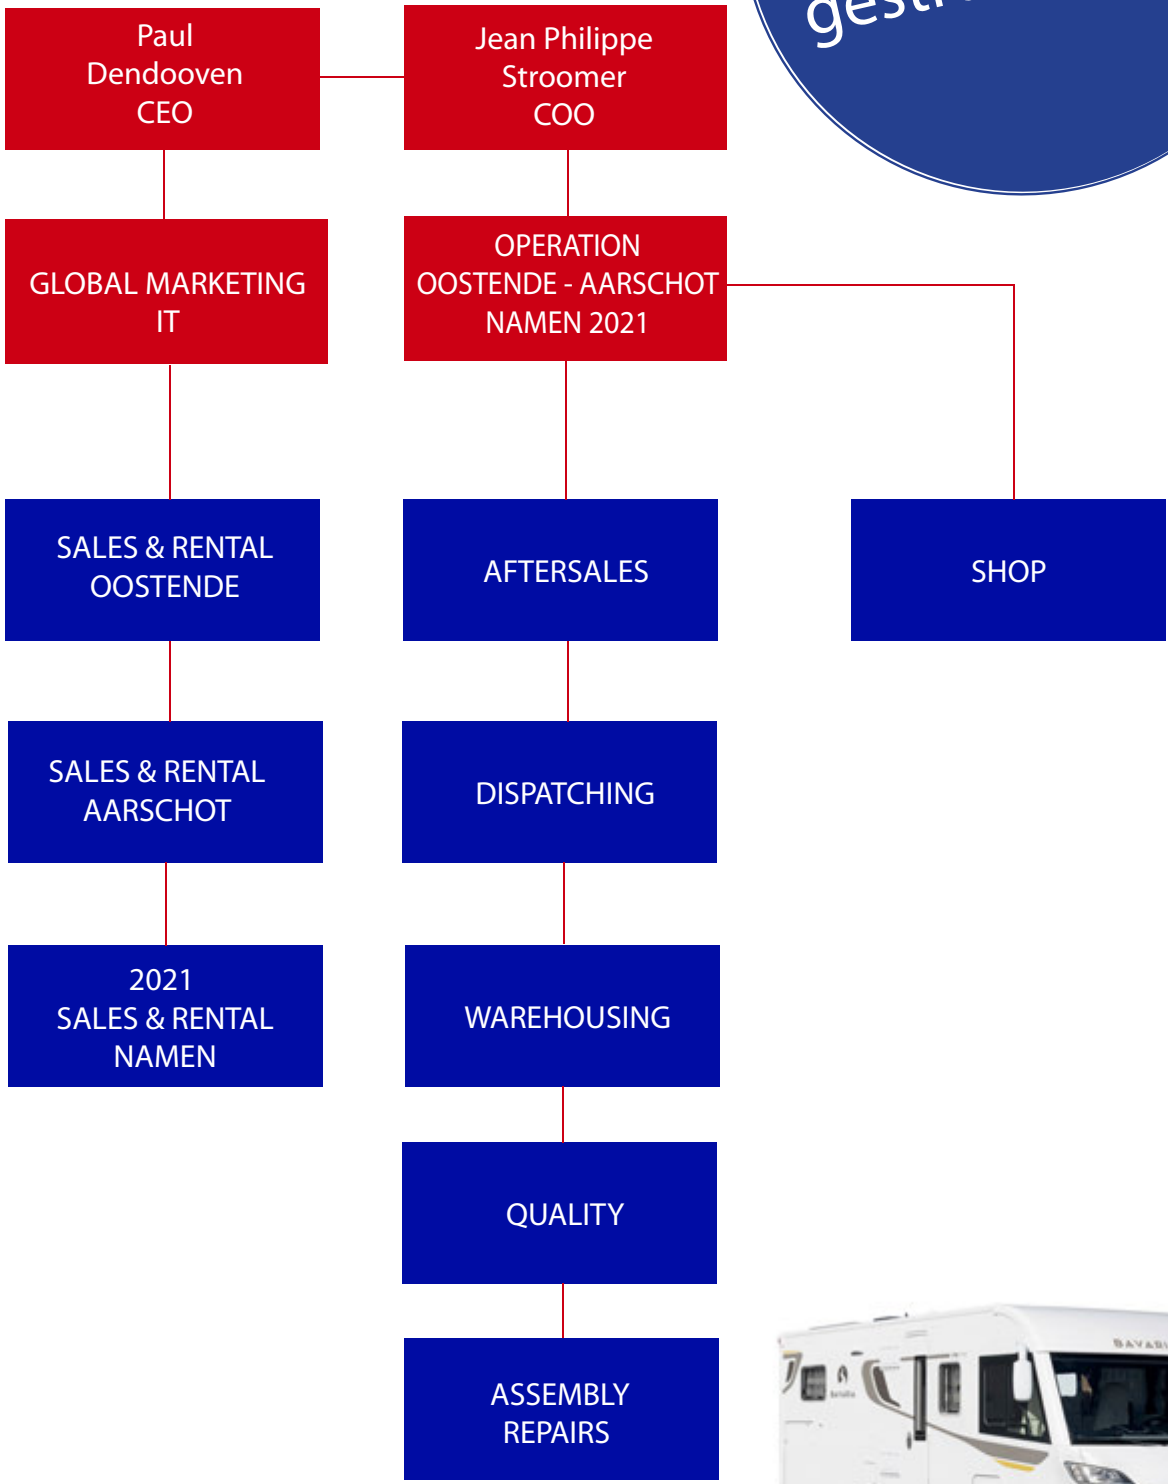 Paul
Dendooven
CEO
Jean Philippe
Stroomer
COO
GLOBAL MARKETING
IT
OPERATION
OOSTENDE - AARSCHOT
NAMEN 2021
SALES & RENTAL
OOSTENDE
AFTERSALES
SHOP
SALES & RENTAL
AARSCHOT
DISPATCHING
2021
SALES & RENTAL
NAMEN
WAREHOUSING
QUALITY
ASSEMBLY
REPAIRS